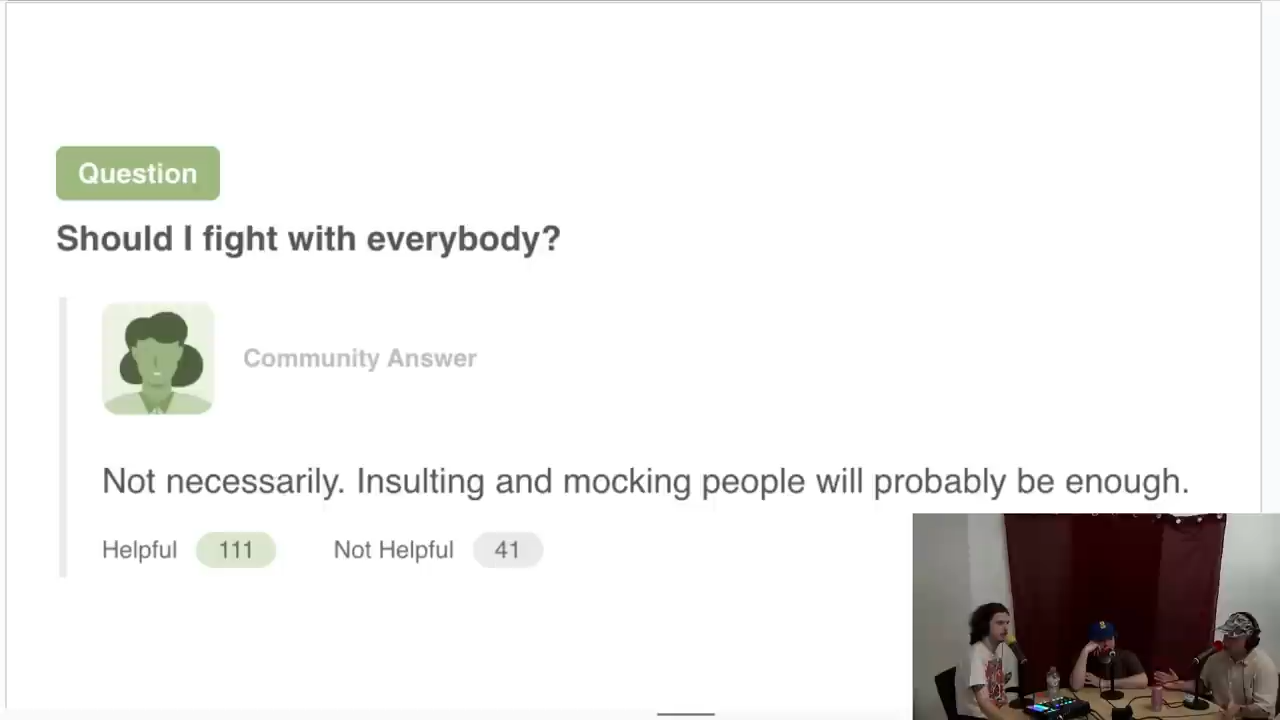 Question
Should I fight with everybody?
Community Answer
Not necessarily. Insulting and mocking people will probably be enough.
Helpful 111 Not Helpful 41